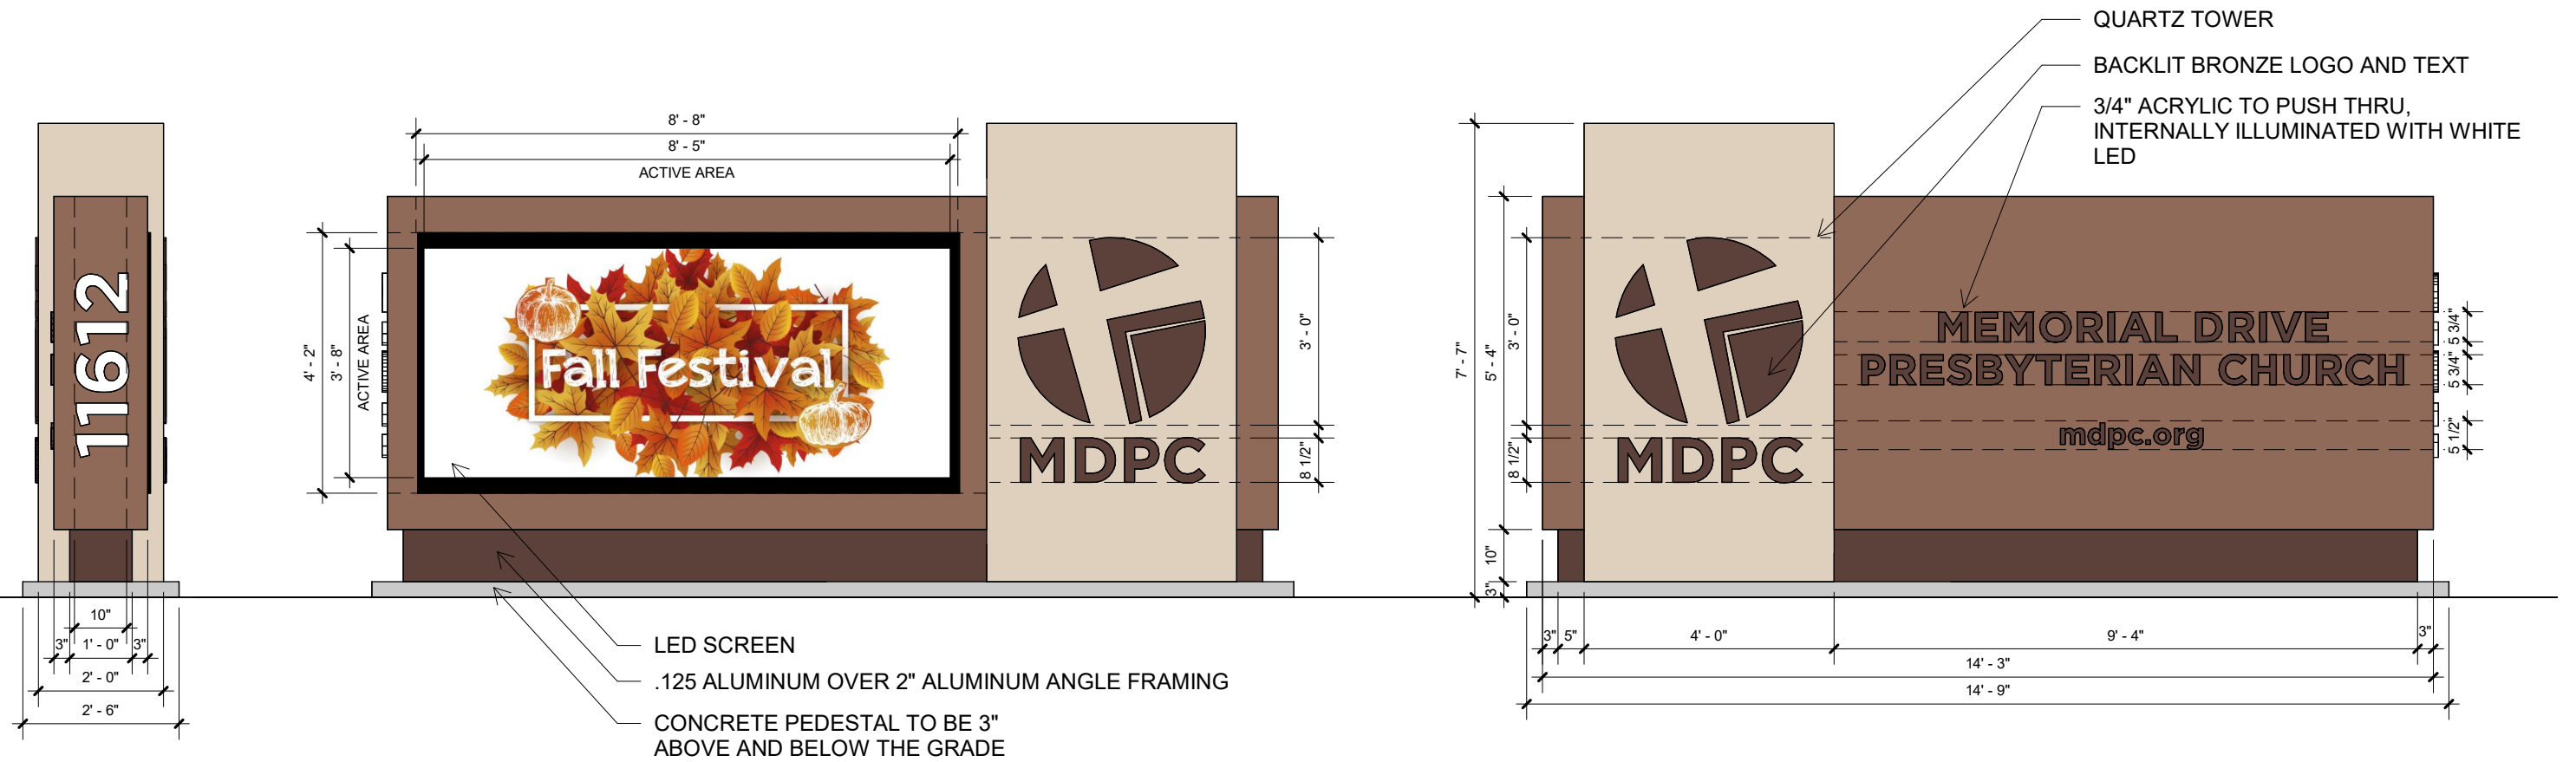 11612
10"
3"
1' - 0"
3"
2' - 0"
2' - 6"
8' - 8"
8' - 5"
ACTIVE AREA
4' - 2"
3' - 8"
ACTIVE AREA
Fall Festival
MDPC
3' - 0"
8 1/2"
LED SCREEN
.125 ALUMINUM OVER 2" ALUMINUM ANGLE FRAMING
CONCRETE PEDESTAL TO BE 3"
ABOVE AND BELOW THE GRADE
QUARTZ TOWER
BACKLIT BRONZE LOGO AND TEXT
3/4" ACRYLIC TO PUSH THRU,
INTERNALLY ILLUMINATED WITH WHITE
LED
7' - 7"
5' - 4"
3' - 0"
8 1/2"
10"
3"
MDPC
MEMORIAL DRIVE
PRESBYTERIAN CHURCH
mdpc.org
5 3/4"
5 3/4"
5 1/2"
3"
5"
4' - 0"
9' - 4"
3"
14' - 3"
14' - 9"